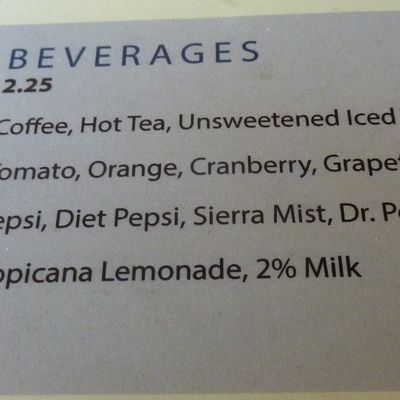 BEVERAGES
2.25
Coffee, Hot Tea, Unsweetened Iced
Orange, Cranberry,
Diet Pepsi, Sierra Mist, Dr.
Lemonade, 2% Milk